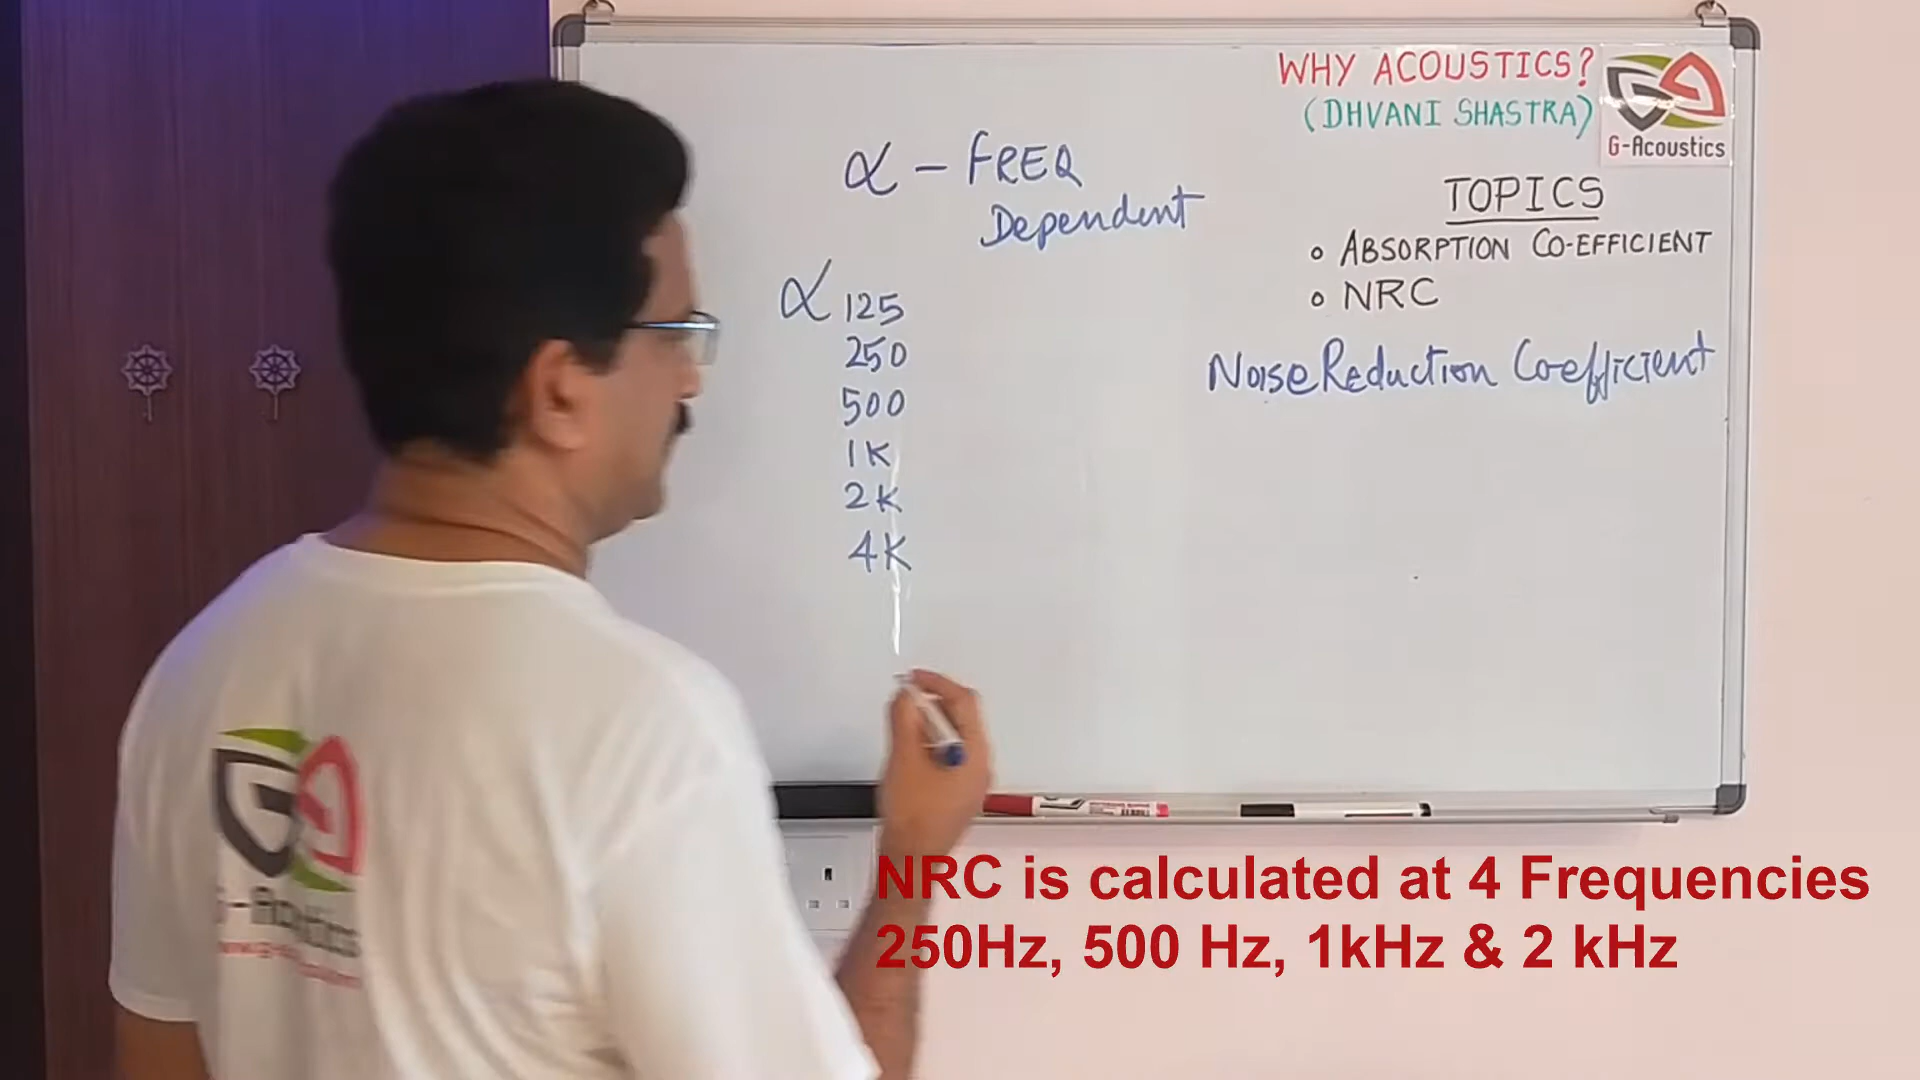 WHY ACOUSTICS?
(DHVANI SHASTRA)
G-Acoustics
α - FREQ
Dependent
TOPICS
o ABSORPTION CO-EFFICIENT
o NRC
Noise Reduction Coefficient
α 125
250
500
1K
2K
4K
NRC is calculated at 4 Frequencies
250Hz, 500 Hz, 1kHz & 2 kHz